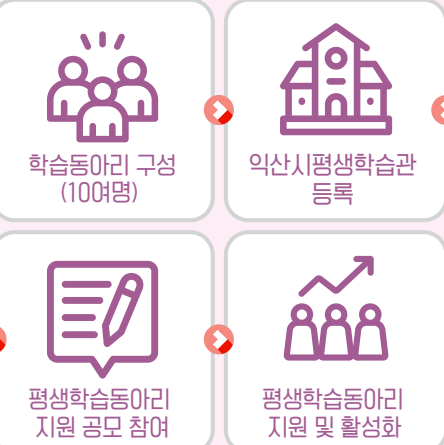 학습동아리 구성
(10여명)
익산시평생학습관
등록
평생학습동아리
지원 공모 참여
평생학습동아리
지원 및 활성화